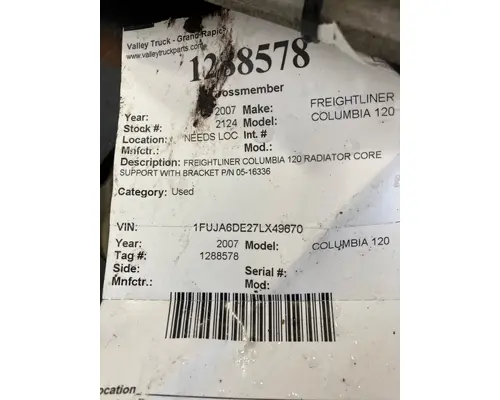 Valley Truck - Grand Rapids
www.valleytruckparts.com
1288578
Crossmember
Year: 2007 Make: FREIGHTLINER
Stock #: 2124 Model: COLUMBIA 120
Location: NEEDS LOC Int. #
Mnfctr.: Mod.:
Description: FREIGHTLINER COLUMBIA 120 RADIATOR CORE
SUPPORT WITH BRACKET P/N 05-16336
Category: Used
VIN: 1FUJA6DE27LX49670
Year: 2007 Model: COLUMBIA 120
Tag #: 1288578
Side: Serial #:
Mnfctr.: Mod:
ocation